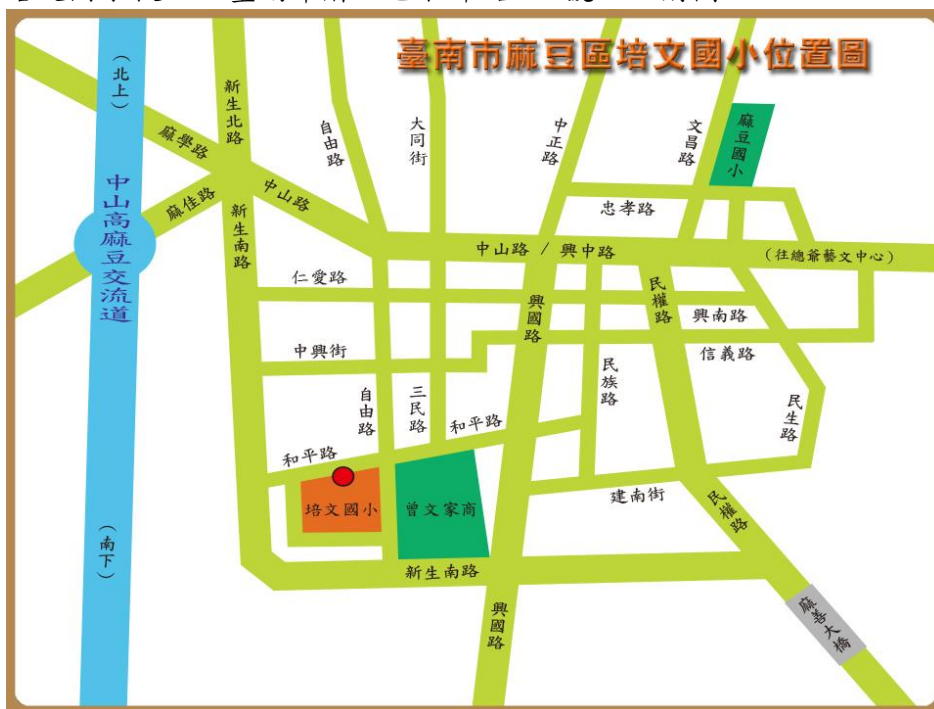 臺南市麻豆區培文國小位置圖
（北上）
新生北路
自由路
大同街
中正路
文昌路
麻豆國小
麻學路
麻佳路
中山路
忠孝路
中山高麻豆交流道
新生南路
中山路 / 興中路
（往總爺藝文中心）
仁愛路
興國路
民權路
興南路
中興街
信義路
民族路
自由路
三民路
和平路
民生路
和平路
培文國小
曾文家商
建南街
民權路
（南下）
新生南路
興國路
麻善大橋